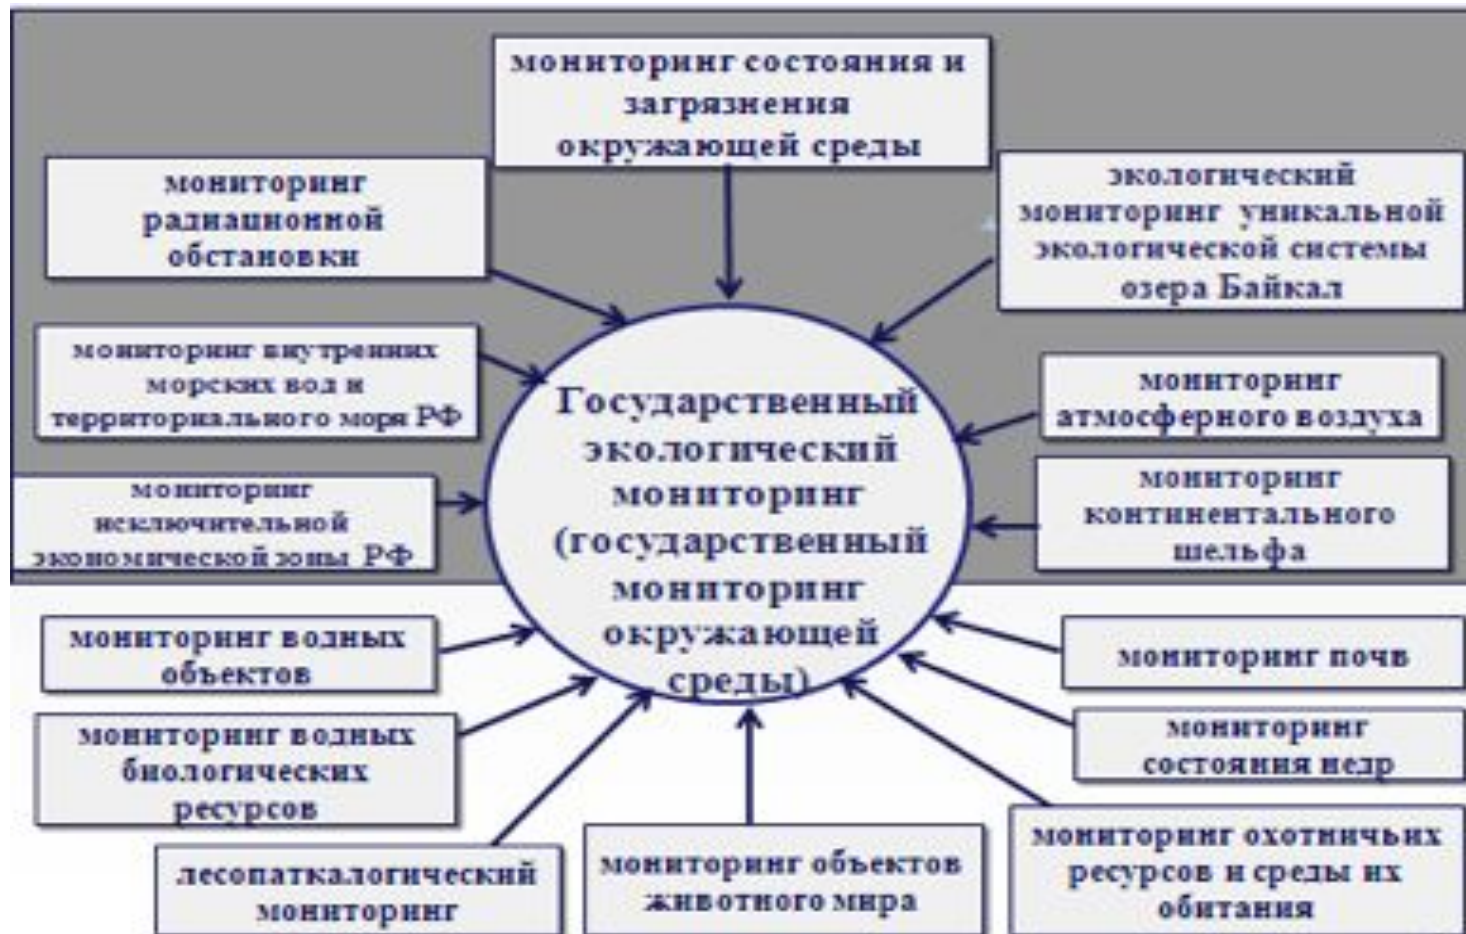 мониторинг состояния и
загрязнения
окружающей среды
мониторинг
радиационной
обстановки
экологический
мониторинг уникальной
экологической системы
озера Байкал
мониторинг внутренних
морских вод и
территориального моря РФ
мониторинг
атмосферного воздуха
Государственный
экологический
мониторинг
(государственный
мониторинг
окружающей
среды)
мониторинг
исключительной
экономической зоны РФ
мониторинг
континентального
шельфа
мониторинг водных
объектов
мониторинг почв
мониторинг водных
биологических
ресурсов
мониторинг
состояния недр
лесопаткалогический
мониторинг
мониторинг объектов
животного мира
мониторинг охотничьих
ресурсов и среды их
обитания